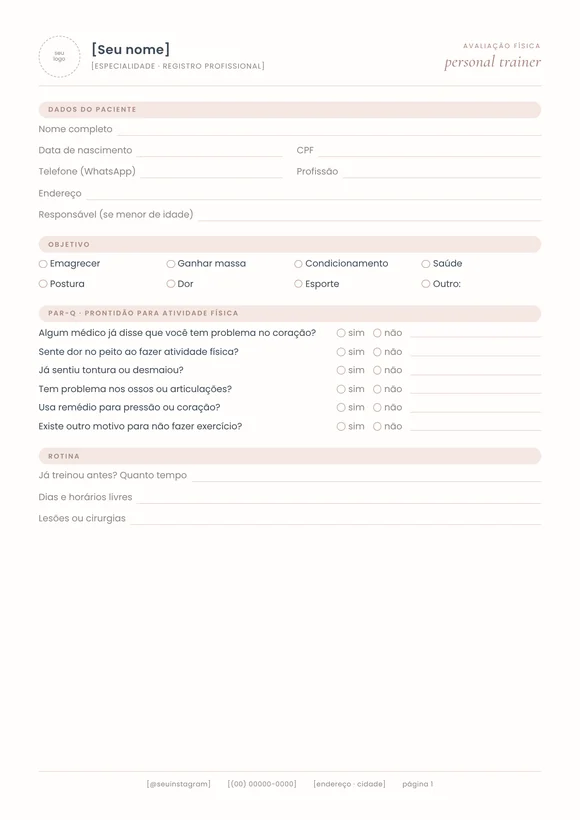 seu
logo
[Seu nome]
[ESPECIALIDADE · REGISTRO PROFISSIONAL]
AVALIAÇÃO FÍSICA
personal trainer
DADOS DO PACIENTE
Nome completo
Data de nascimento CPF
Telefone (WhatsApp) Profissão
Endereço
Responsável (se menor de idade)
OBJETIVO
Emagrecer Ganhar massa Condicionamento Saúde
Postura Dor Esporte Outro:
PAR-Q · PRONTIDÃO PARA ATIVIDADE FÍSICA
Algum médico já disse que você tem problema no coração? sim não
Sente dor no peito ao fazer atividade física? sim não
Já sentiu tontura ou desmaiou? sim não
Tem problema nos ossos ou articulações? sim não
Usa remédio para pressão ou coração? sim não
Existe outro motivo para não fazer exercício? sim não
ROTINA
Já treinou antes? Quanto tempo
Dias e horários livres
Lesões ou cirurgias
[@seuinstagram] [(00) 00000-0000] [endereço · cidade] página 1